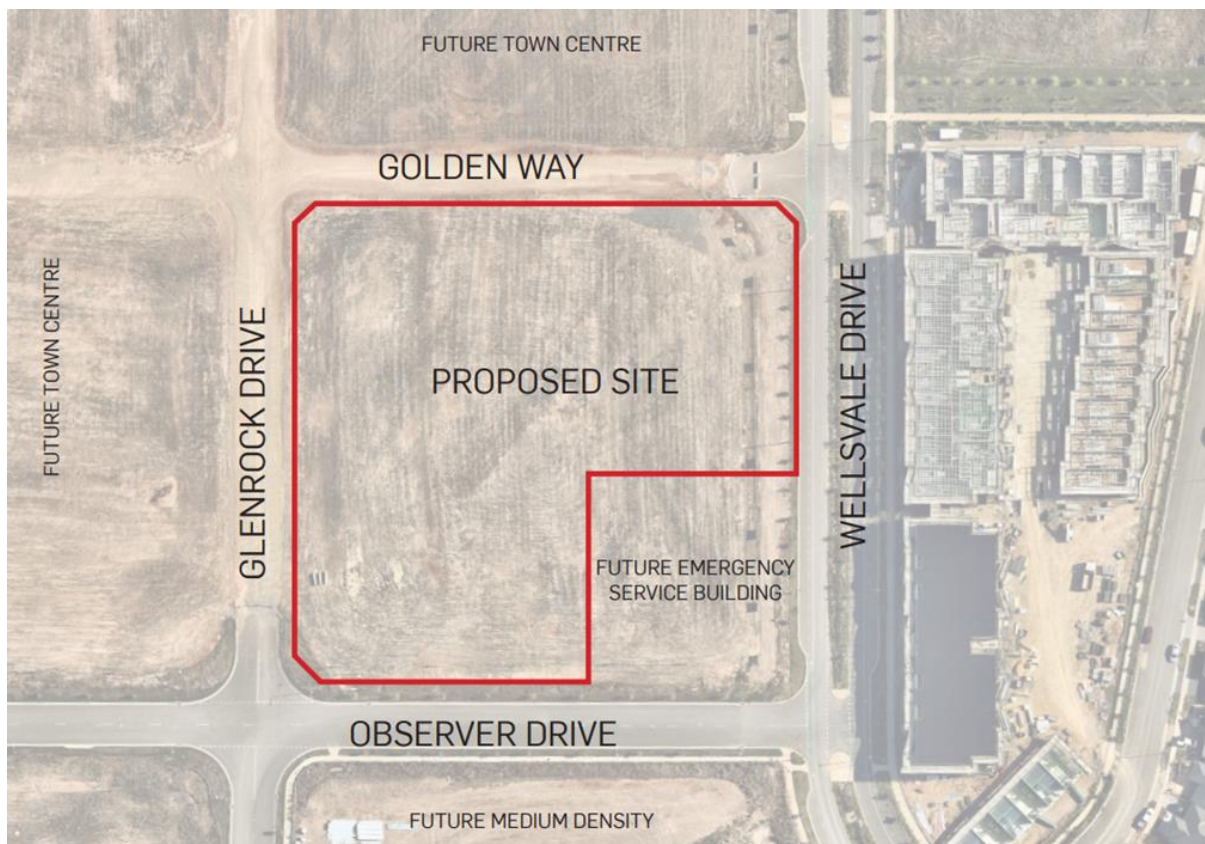 FUTURE TOWN CENTRE
GOLDEN WAY
FUTURE TOWN CENTRE
GLENROCK DRIVE
PROPOSED SITE
WELLSVALE DRIVE
FUTURE EMERGENCY
SERVICE BUILDING
OBSERVER DRIVE
FUTURE MEDIUM DENSITY